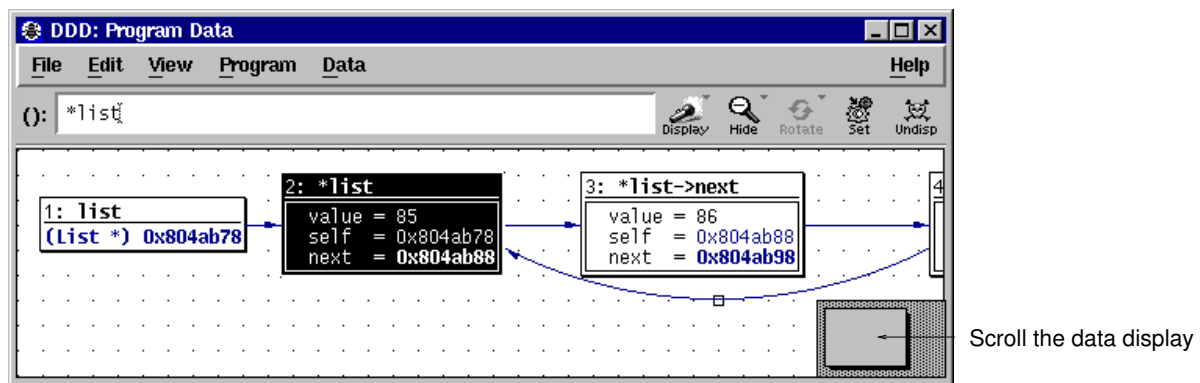 DDD: Program Data
File Edit View Program Data Help
(): *list
Display Hide Rotate Set Undisp
1: list
(List *) 0x804ab78
2: *list
value = 85
self = 0x804ab78
next = 0x804ab88
3: *list->next
value = 86
self = 0x804ab88
next = 0x804ab98
4
Scroll the data display